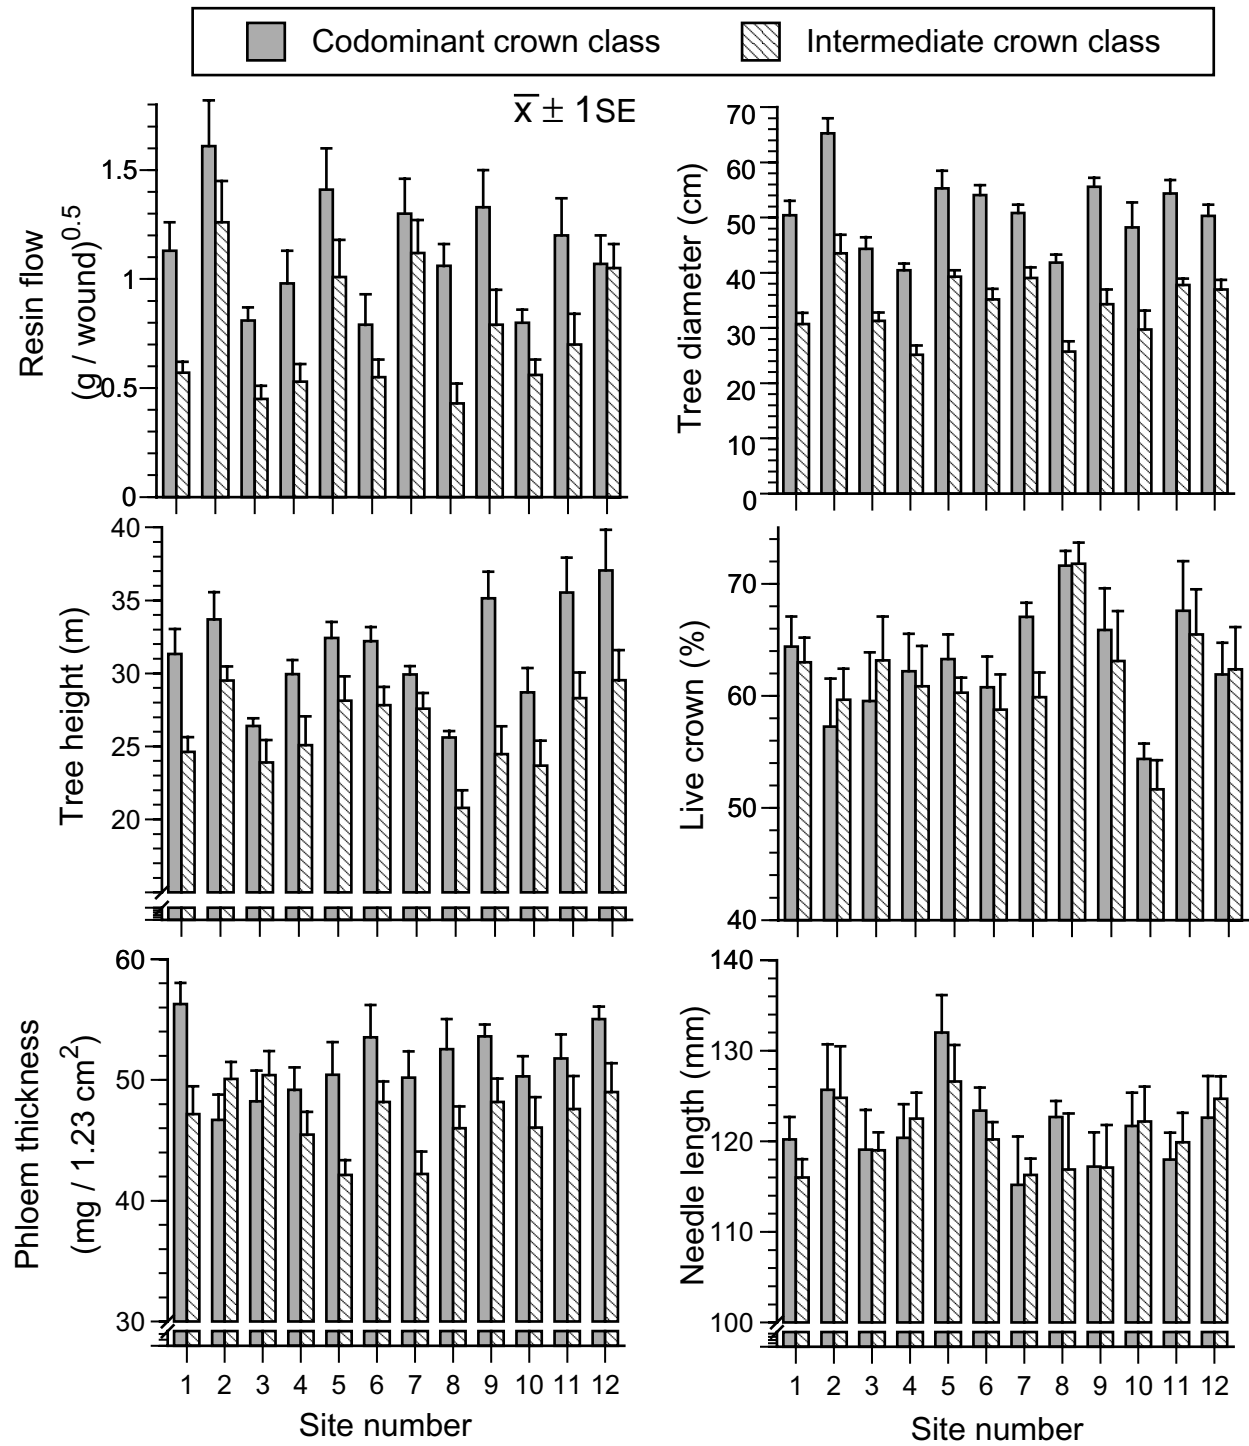 Codominant crown class
Intermediate crown class
x ± 1SE
Resin flow
(g / wound)0.5
1.5
1
0.5
0
Tree diameter (cm)
70
60
50
40
30
20
10
0
Tree height (m)
40
35
30
25
20
Live crown (%)
70
60
50
40
Phloem thickness
(mg / 1.23 cm2)
60
50
40
30
1 2 3 4 5 6 7 8 9 10 11 12
Site number
Needle length (mm)
140
130
120
110
100
1 2 3 4 5 6 7 8 9 10 11 12
Site number